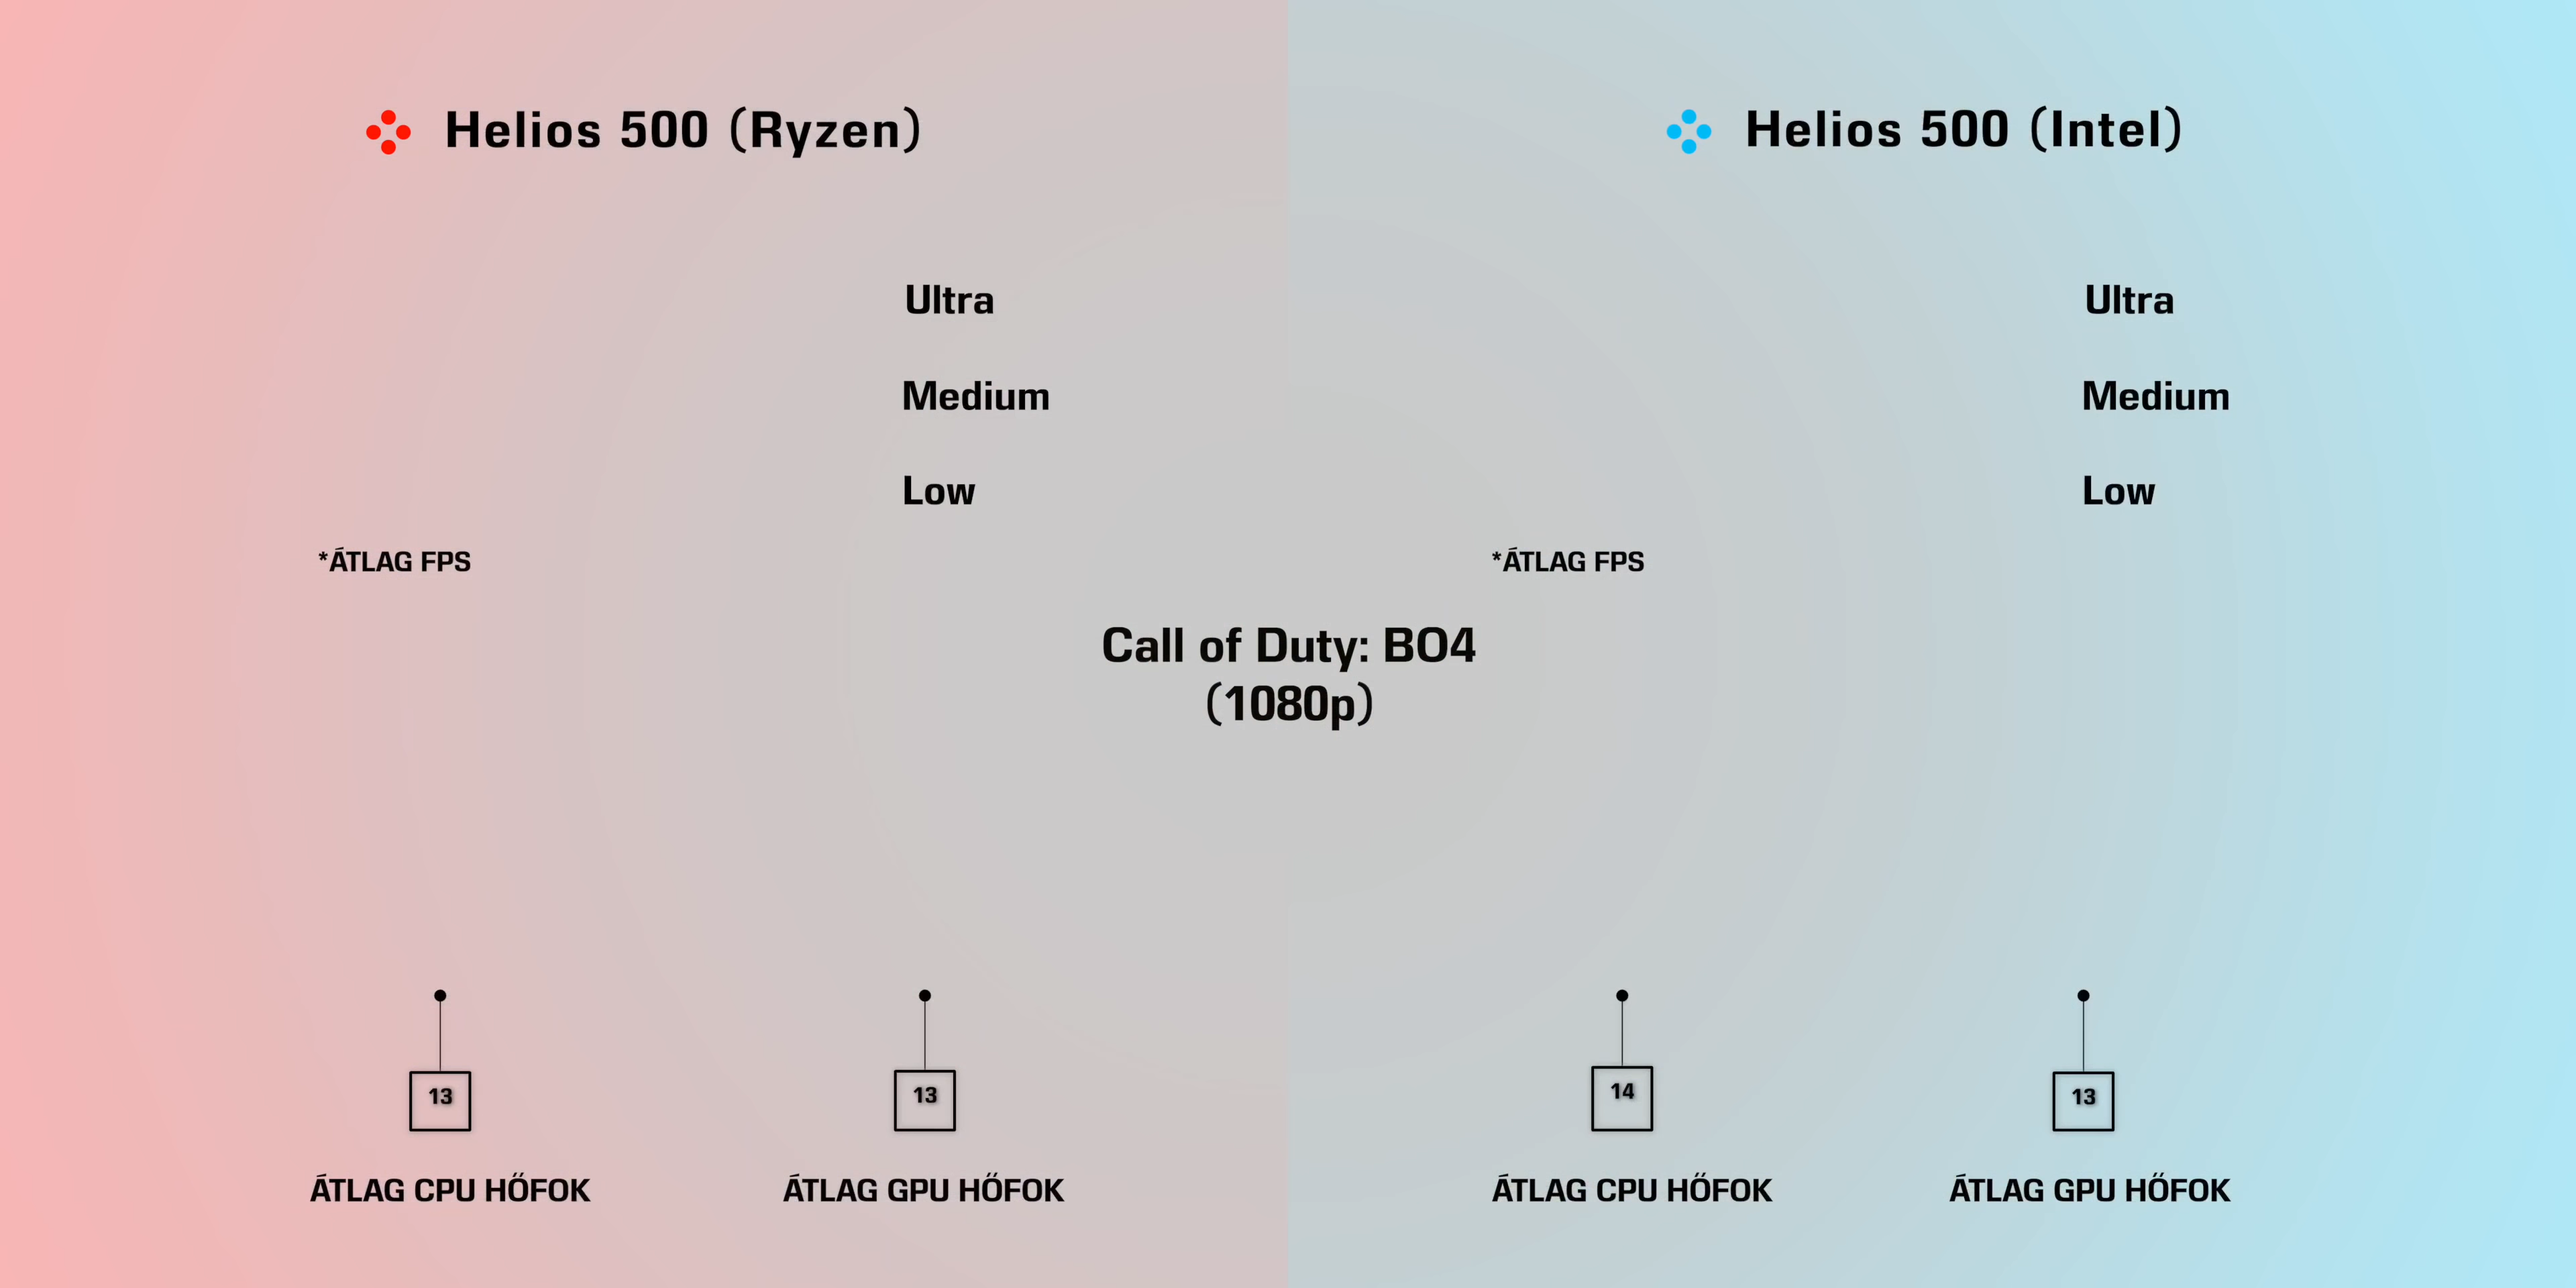 Helios 500 (Ryzen)
Ultra
Medium
Low
*ÁTLAG FPS
Helios 500 (Intel)
Ultra
Medium
Low
*ÁTLAG FPS
Call of Duty: BO4
(1080p)
13
ÁTLAG CPU HŐFOK
13
ÁTLAG GPU HŐFOK
14
ÁTLAG CPU HŐFOK
13
ÁTLAG GPU HŐFOK